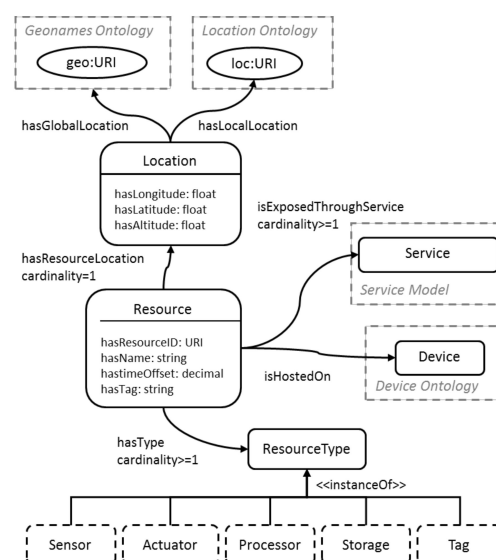 Geonames Ontology
Location Ontology
geo:URI
loc:URI
hasGlobalLocation
hasLocalLocation
Location
hasLongitude: float
hasLatitude: float
hasAltitude: float
isExposedThroughService
cardinality>=1
hasResourceLocation
cardinality=1
Service
Service Model
Resource
hasResourceID: URI
hasName: string
hastimeOffset: decimal
hasTag: string
Device
Device Ontology
isHostedOn
hasType
cardinality>=1
ResourceType
<<instanceOf>>
Sensor
Actuator
Processor
Storage
Tag